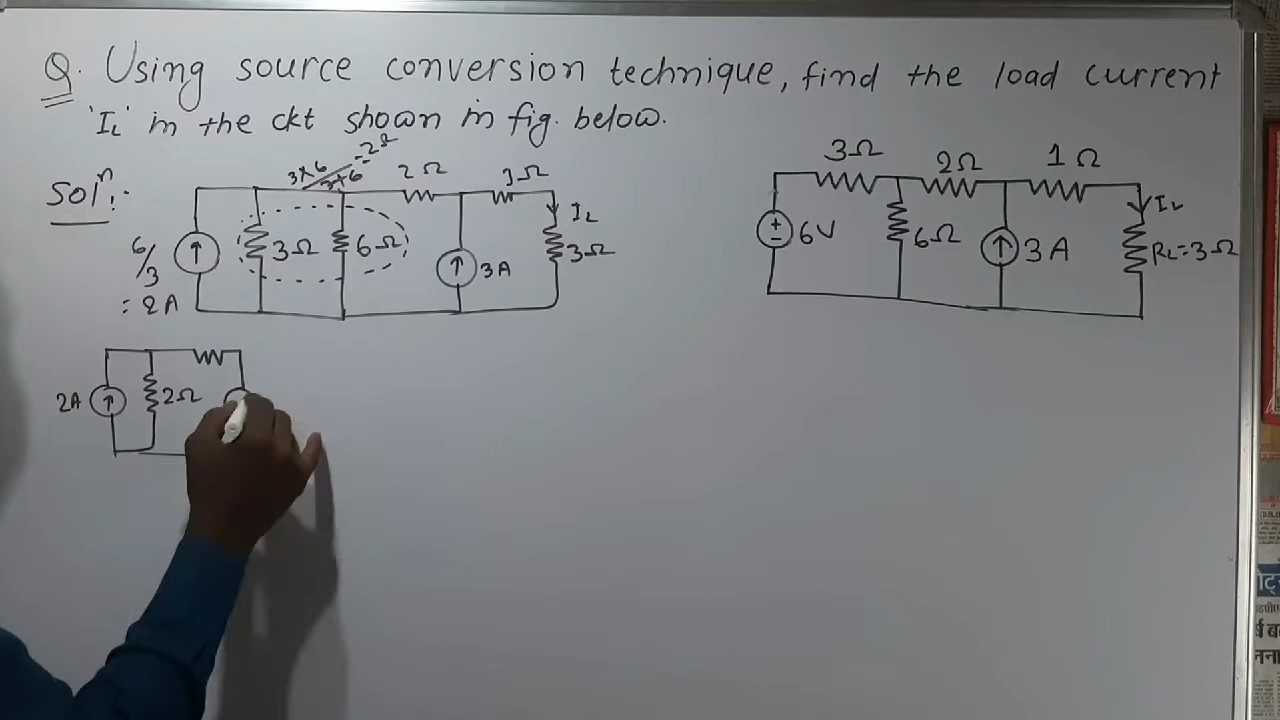 Q. Using source conversion technique, find the load current
'IL' in the ckt shown in fig. below.
Solⁿ:
3×6
3+6
=2Ω
2Ω
1Ω
IL
6/3
= 2A
3Ω
6Ω
3A
3Ω
2A
2Ω
3Ω
2Ω
1Ω
IL
6V
6Ω
3A
RL=3Ω